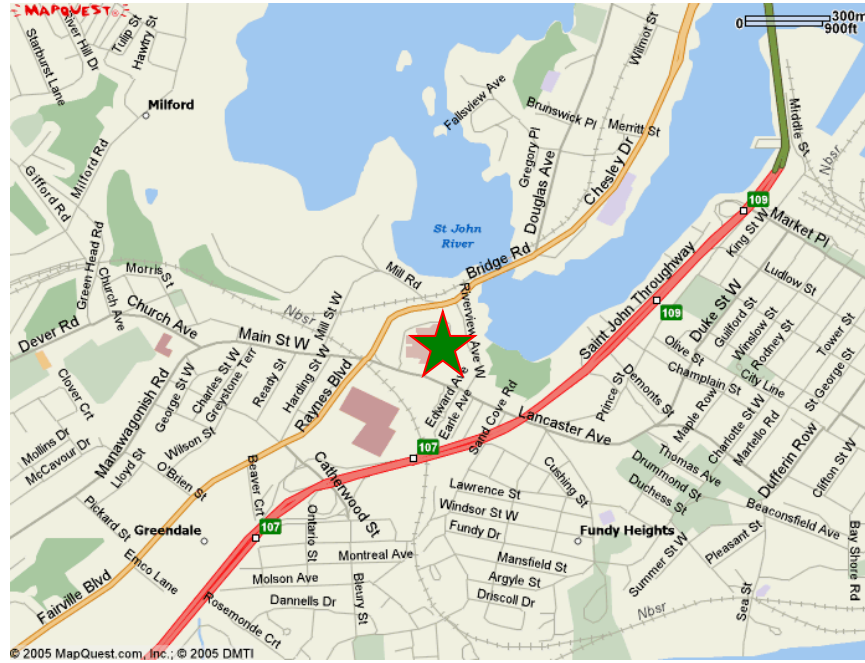 MAPQUEST
300m
0
900ft
River Hill Dr
Tulip St
Hawtry St
Starburst Lane
Wilmot St
Milford
Fallsview Ave
Brunswick Pl
Merritt St
Middle St
Nbsr
Milford Rd
Gifford Rd
Gregory Pl
Douglas Ave
Chesley Dr
109
King St W
Market Pl
St John
River
Bridge Rd
Green Head Rd
Church Ave
Morris St
Mill Rd
Riverview Ave W
Saint John Throughway
Ludlow St
Nbsr
Mill St W
Dever Rd
Church Ave
Main St W
109
Duke St W
Guilford St
Winslow St
Rodney St
Tower St
Olive St
City Line
St George St
Champlain St
Clover Crt
Manawagonish Rd
George St W
Charles St W
Greystone Terr
Ready St
Harding St W
Raynes Blvd
Edward Ave
Earle Ave
Sand Cove Rd
Prince St
Demonts St
Maple Row
Charlotte St W
Martello Rd
Lancaster Ave
Dufferin Row
Clifton St W
Mollins Dr
McCavour Dr
Lloyd St
Wilson St
O'Brien St
Beaver Crt
Catherwood St
107
Cushing St
Thomas Ave
Drummond St
Duchess St
Beaconsfield Ave
Bay Shore Rd
Pickard St
Greendale
107
Ontario St
Lawrence St
Windsor St W
Fundy Dr
Fundy Heights
Pleasant St
Summer St W
Emco Lane
Montreal Ave
Mansfield St
Argyle St
Driscoll Dr
Molson Ave
Dannells Dr
Bleury St
Fairville Blvd
Rosemonde Crt
Nbsr
Sea St
© 2005 MapQuest.com, Inc.; © 2005 DMTI